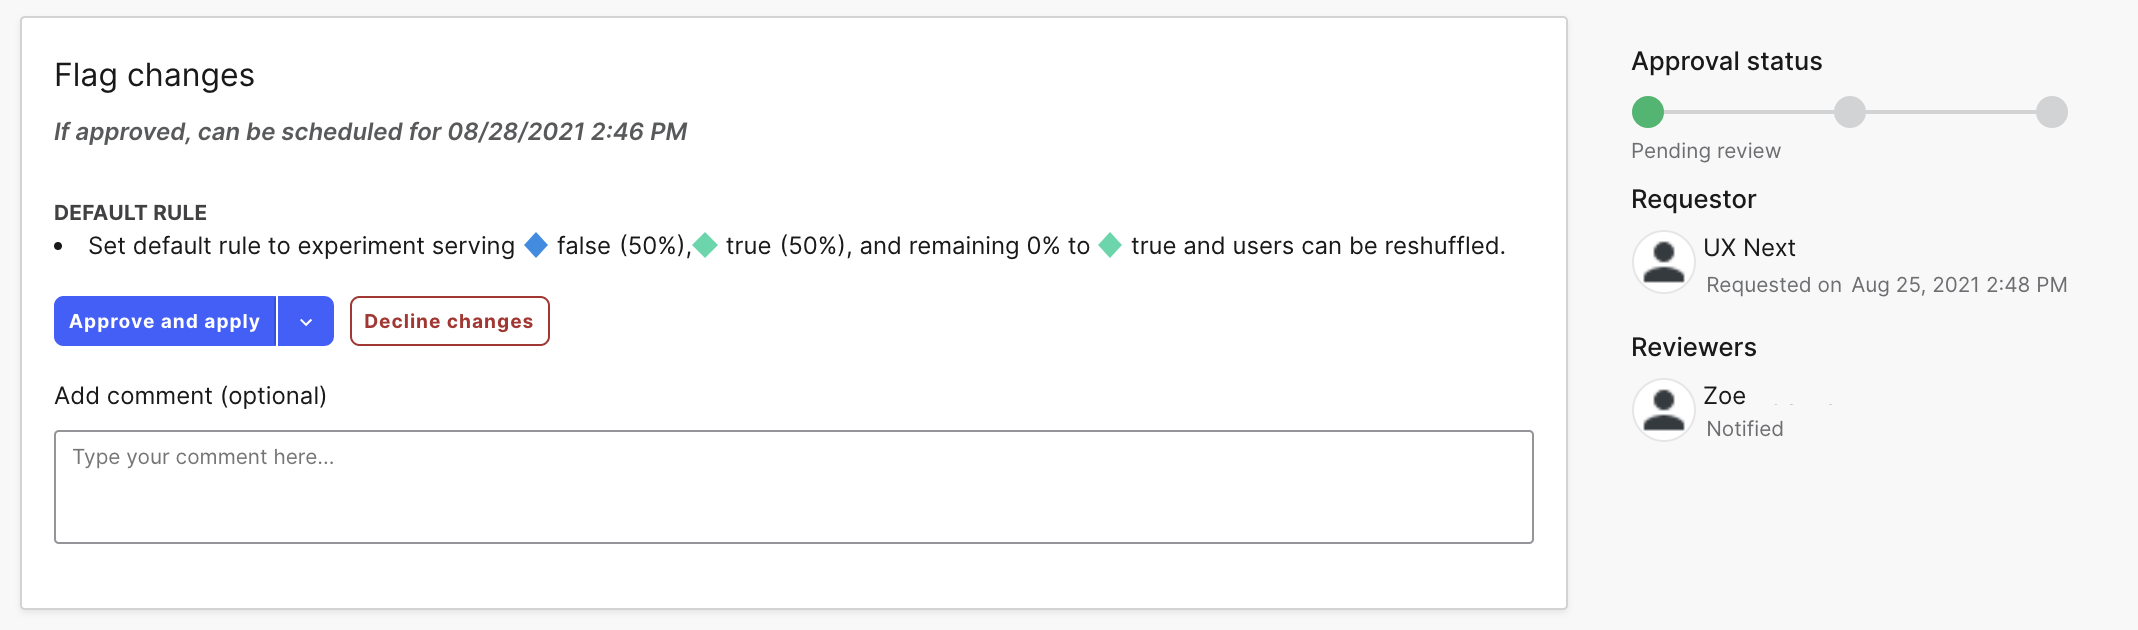 Flag changes
If approved, can be scheduled for 08/28/2021 2:46 PM
DEFAULT RULE
• Set default rule to experiment serving false (50%), true (50%), and remaining 0% to true and users can be reshuffled.
Approve and apply
Decline changes
Add comment (optional)
Type your comment here...
Approval status
Pending review
Requestor
UX Next
Requested on Aug 25, 2021 2:48 PM
Reviewers
Zoe
Notified